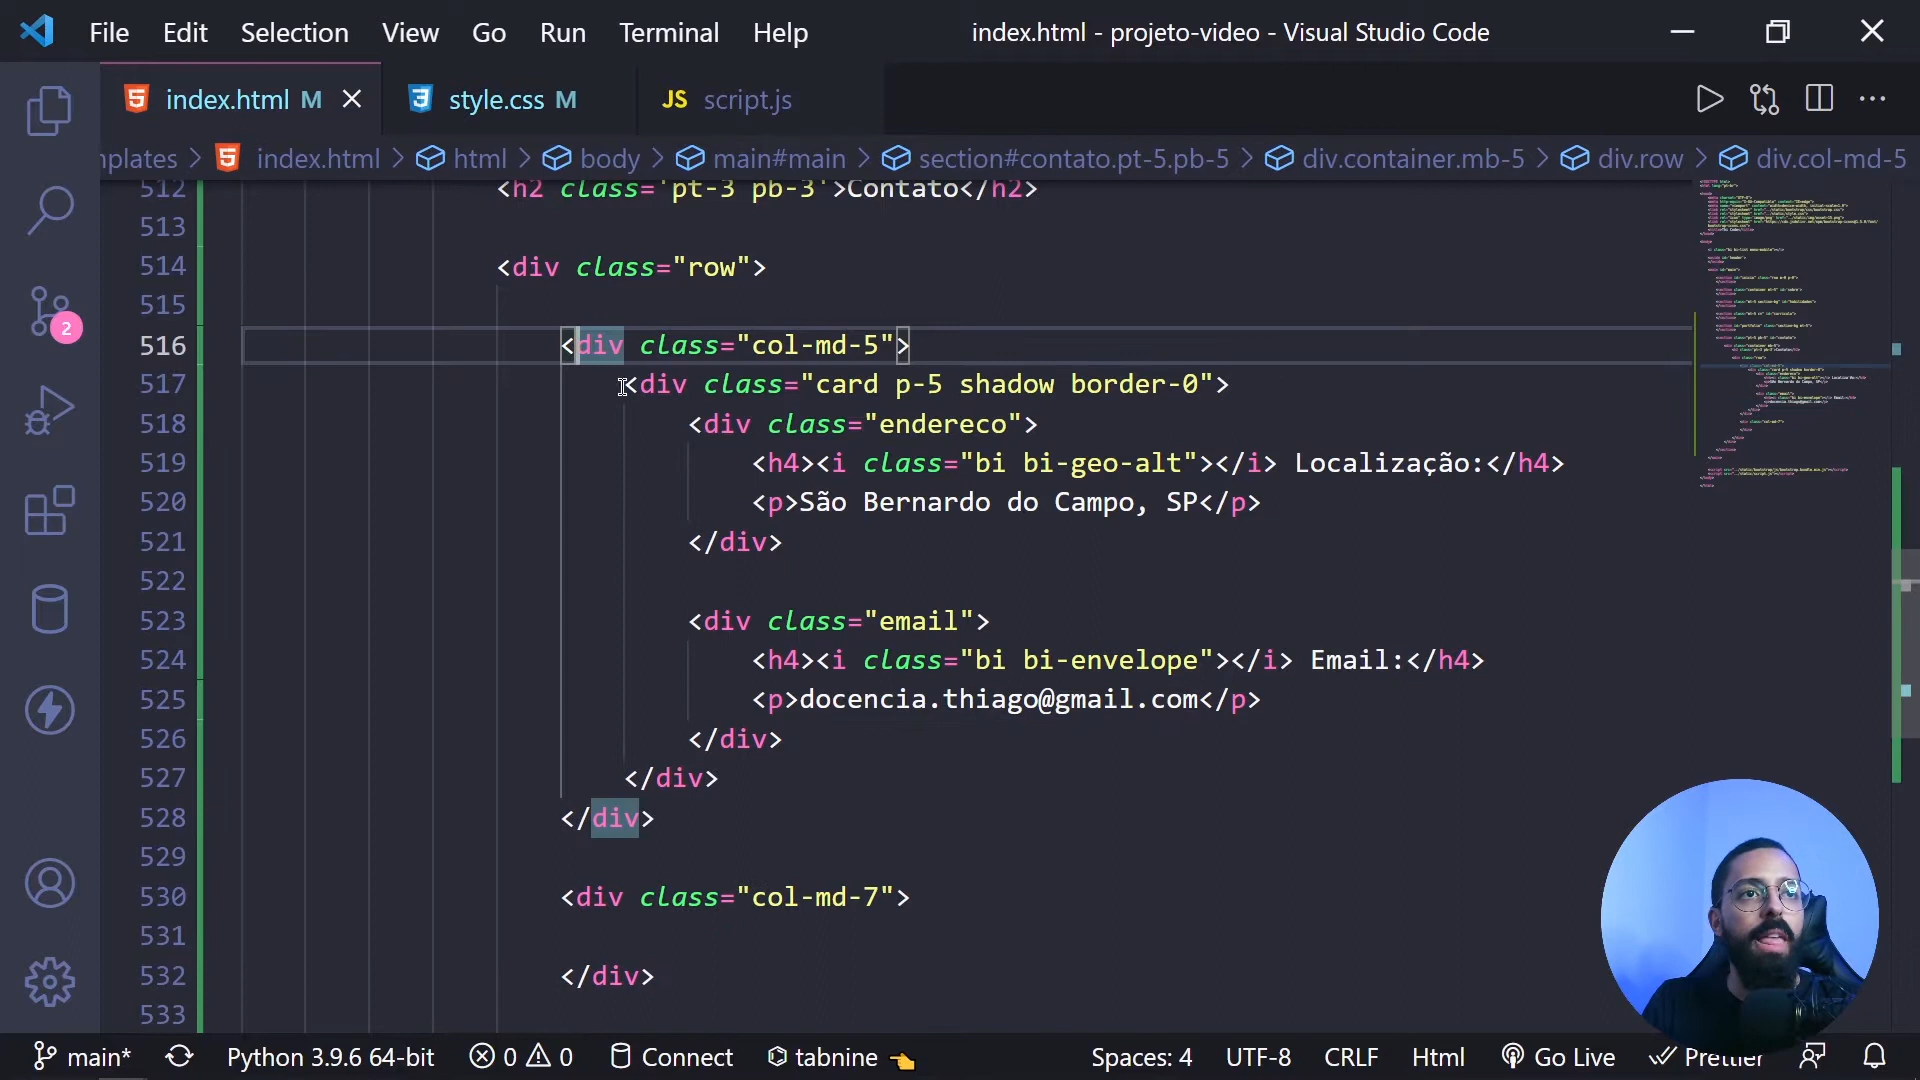 File Edit Selection View Go Run Terminal Help index.html - projeto-video - Visual Studio Code
index.html M style.css M JS script.js
nplates > index.html > html > body > main#main > section#contato.pt-5.pb-5 > div.container.mb-5 > div.row > div.col-md-5
512 <h2 class='pt-3 pb-3'>Contato</h2>
513
514 <div class="row">
515
516 <div class="col-md-5">
517 <div class="card p-5 shadow border-0">
518 <div class="endereco">
519 <h4><i class="bi bi-geo-alt"></i> Localização:</h4>
520 <p>São Bernardo do Campo, SP</p>
521 </div>
522
523 <div class="email">
524 <h4><i class="bi bi-envelope"></i> Email:</h4>
525 <p>docencia.thiago@gmail.com</p>
526 </div>
527 </div>
528 </div>
529
530 <div class="col-md-7">
531
532 </div>
533
2
main* Python 3.9.6 64-bit 0 0 Connect tabnine Spaces: 4 UTF-8 CRLF Html Go Live Prettier